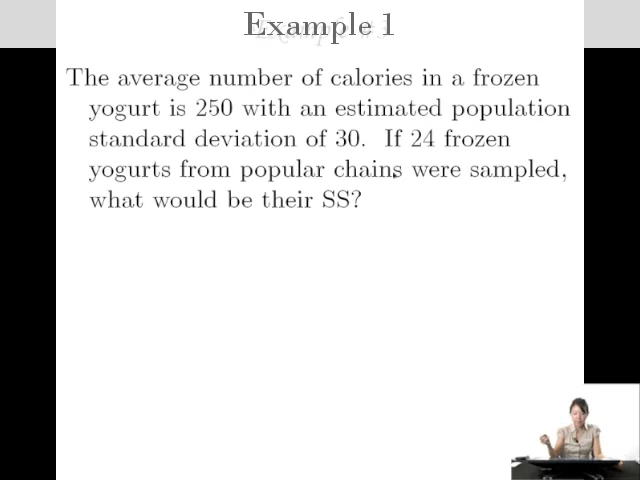 Example 1
The average number of calories in a frozen
yogurt is 250 with an estimated population
standard deviation of 30. If 24 frozen
yogurts from popular chains were sampled,
what would be their SS?